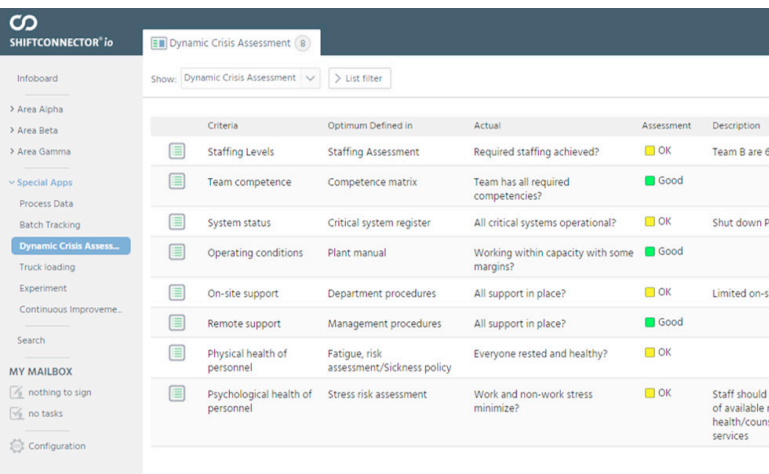 SHIFTCONNECTOR® io
Dynamic Crisis Assessment 8
Infoboard
Show: Dynamic Crisis Assessment
List filter
Area Alpha
Area Beta
Area Gamma
Special Apps
Process Data
Batch Tracking
Dynamic Crisis Assess...
Truck loading
Experiment
Continuous Improveme..
Search
MY MAILBOX
nothing to sign
no tasks
Configuration
Criteria Optimum Defined in Actual Assessment Description
Staffing Levels Staffing Assessment Required staffing achieved? OK Team B are 6
Team competence Competence matrix Team has all required Good
competencies?
System status Critical system register All critical systems operational? OK Shut down P
Operating conditions Plant manual Working within capacity with some Good
margins?
On-site support Department procedures All support in place? OK Limited on-s
Remote support Management procedures All support in place? Good
Physical health of Fatigue, risk Everyone rested and healthy? OK
personnel assessment/Sickness policy
Psychological health of Stress risk assessment Work and non-work stress OK Staff should
personnel minimize? of available
health/couns
services